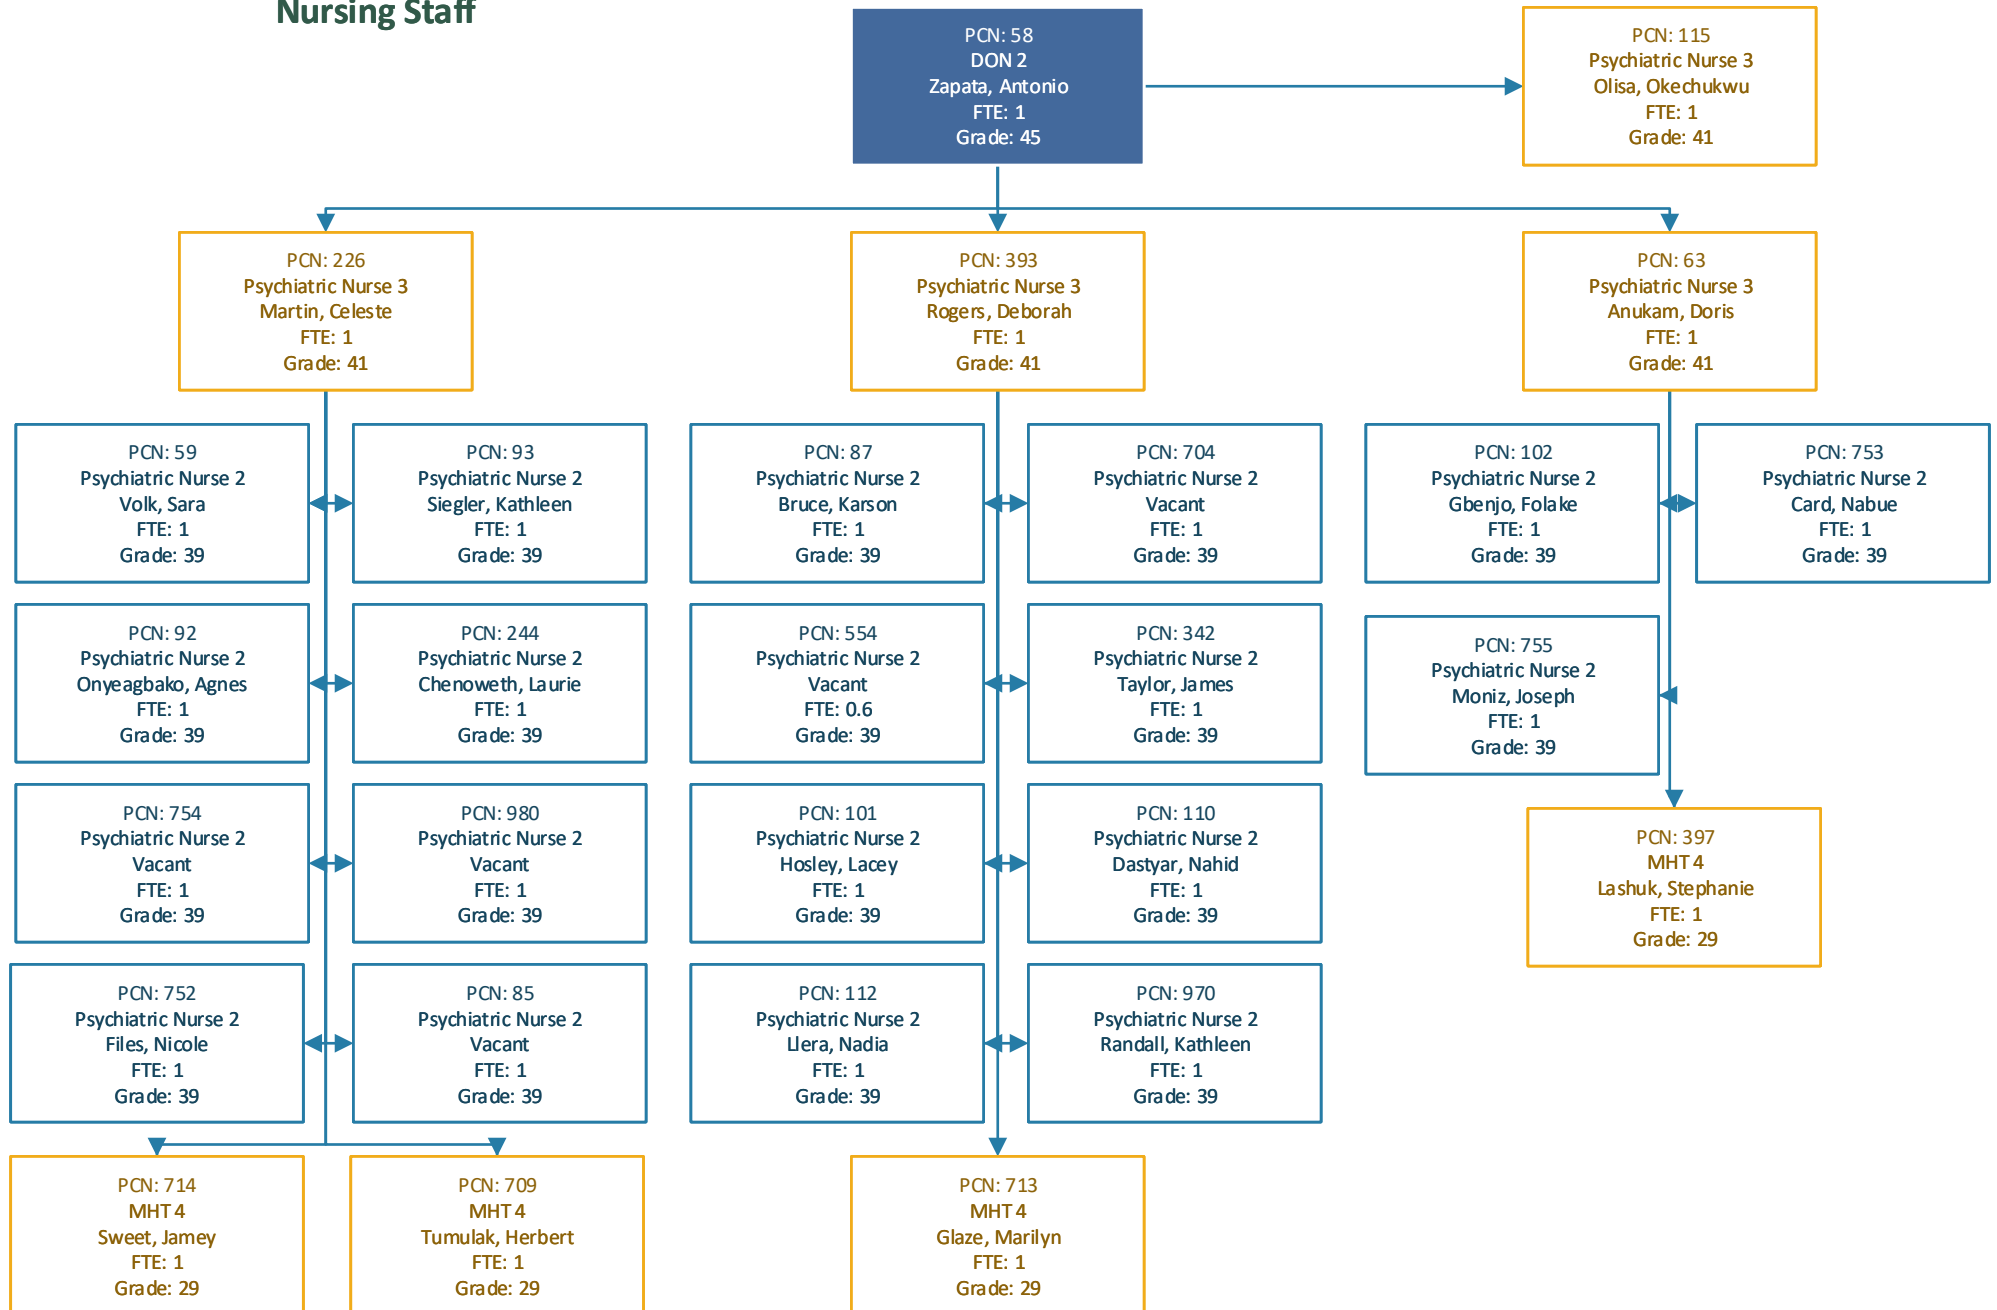 Nursing Staff
PCN: 58
DON 2
Zapata, Antonio
FTE: 1
Grade: 45
PCN: 115
Psychiatric Nurse 3
Olisa, Okechukwu
FTE: 1
Grade: 41
PCN: 226
Psychiatric Nurse 3
Martin, Celeste
FTE: 1
Grade: 41
PCN: 393
Psychiatric Nurse 3
Rogers, Deborah
FTE: 1
Grade: 41
PCN: 63
Psychiatric Nurse 3
Anukam, Doris
FTE: 1
Grade: 41
PCN: 59
Psychiatric Nurse 2
Volk, Sara
FTE: 1
Grade: 39
PCN: 93
Psychiatric Nurse 2
Siegler, Kathleen
FTE: 1
Grade: 39
PCN: 87
Psychiatric Nurse 2
Bruce, Karson
FTE: 1
Grade: 39
PCN: 704
Psychiatric Nurse 2
Vacant
FTE: 1
Grade: 39
PCN: 102
Psychiatric Nurse 2
Gbenjo, Folake
FTE: 1
Grade: 39
PCN: 753
Psychiatric Nurse 2
Card, Nabue
FTE: 1
Grade: 39
PCN: 92
Psychiatric Nurse 2
Onyeagbako, Agnes
FTE: 1
Grade: 39
PCN: 244
Psychiatric Nurse 2
Chenoweth, Laurie
FTE: 1
Grade: 39
PCN: 554
Psychiatric Nurse 2
Vacant
FTE: 0.6
Grade: 39
PCN: 342
Psychiatric Nurse 2
Taylor, James
FTE: 1
Grade: 39
PCN: 755
Psychiatric Nurse 2
Moniz, Joseph
FTE: 1
Grade: 39
PCN: 754
Psychiatric Nurse 2
Vacant
FTE: 1
Grade: 39
PCN: 980
Psychiatric Nurse 2
Vacant
FTE: 1
Grade: 39
PCN: 101
Psychiatric Nurse 2
Hosley, Lacey
FTE: 1
Grade: 39
PCN: 110
Psychiatric Nurse 2
Dastyar, Nahid
FTE: 1
Grade: 39
PCN: 397
MHT 4
Lashuk, Stephanie
FTE: 1
Grade: 29
PCN: 752
Psychiatric Nurse 2
Files, Nicole
FTE: 1
Grade: 39
PCN: 85
Psychiatric Nurse 2
Vacant
FTE: 1
Grade: 39
PCN: 112
Psychiatric Nurse 2
Llera, Nadia
FTE: 1
Grade: 39
PCN: 970
Psychiatric Nurse 2
Randall, Kathleen
FTE: 1
Grade: 39
PCN: 714
MHT 4
Sweet, Jamey
FTE: 1
Grade: 29
PCN: 709
MHT 4
Tumulak, Herbert
FTE: 1
Grade: 29
PCN: 713
MHT 4
Glaze, Marilyn
FTE: 1
Grade: 29